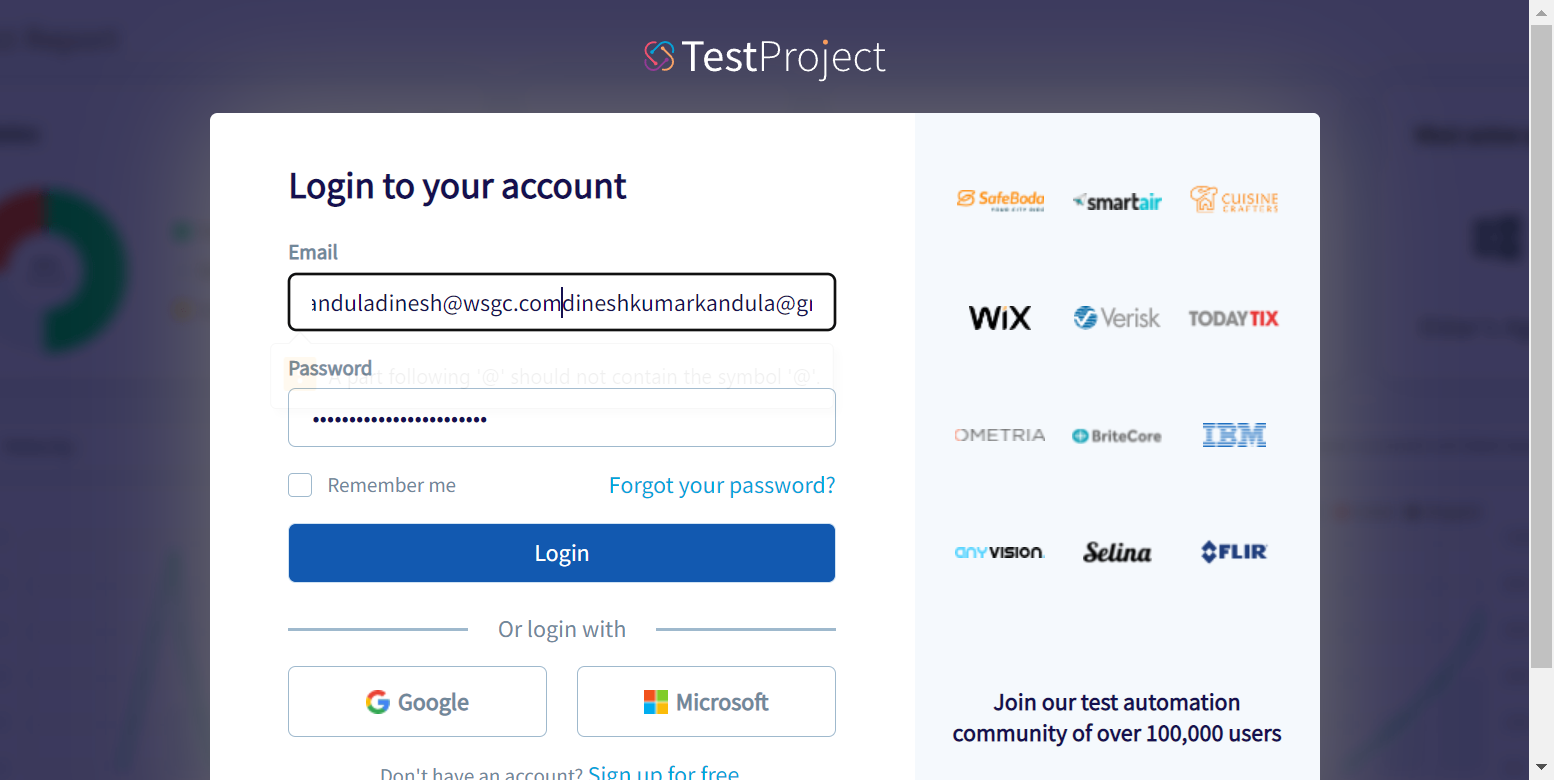 TestProject
Login to your account
Email
anduladinesh@wsgc.comdineshkumarkandula@g
Password
A part following '@' should not contain the symbol '@'.
••••••••••••••••••••••••
Remember me
Forgot your password?
Login
Or login with
Google
Microsoft
Don't have an account? Sign up for free
SafeBoda
smartair
CUISINE CRAFTERS
WiX
Verisk
TODAYTIX
OMETRIA
BriteCore
IBM
anyvision
Selina
FLIR
Join our test automation
community of over 100,000 users